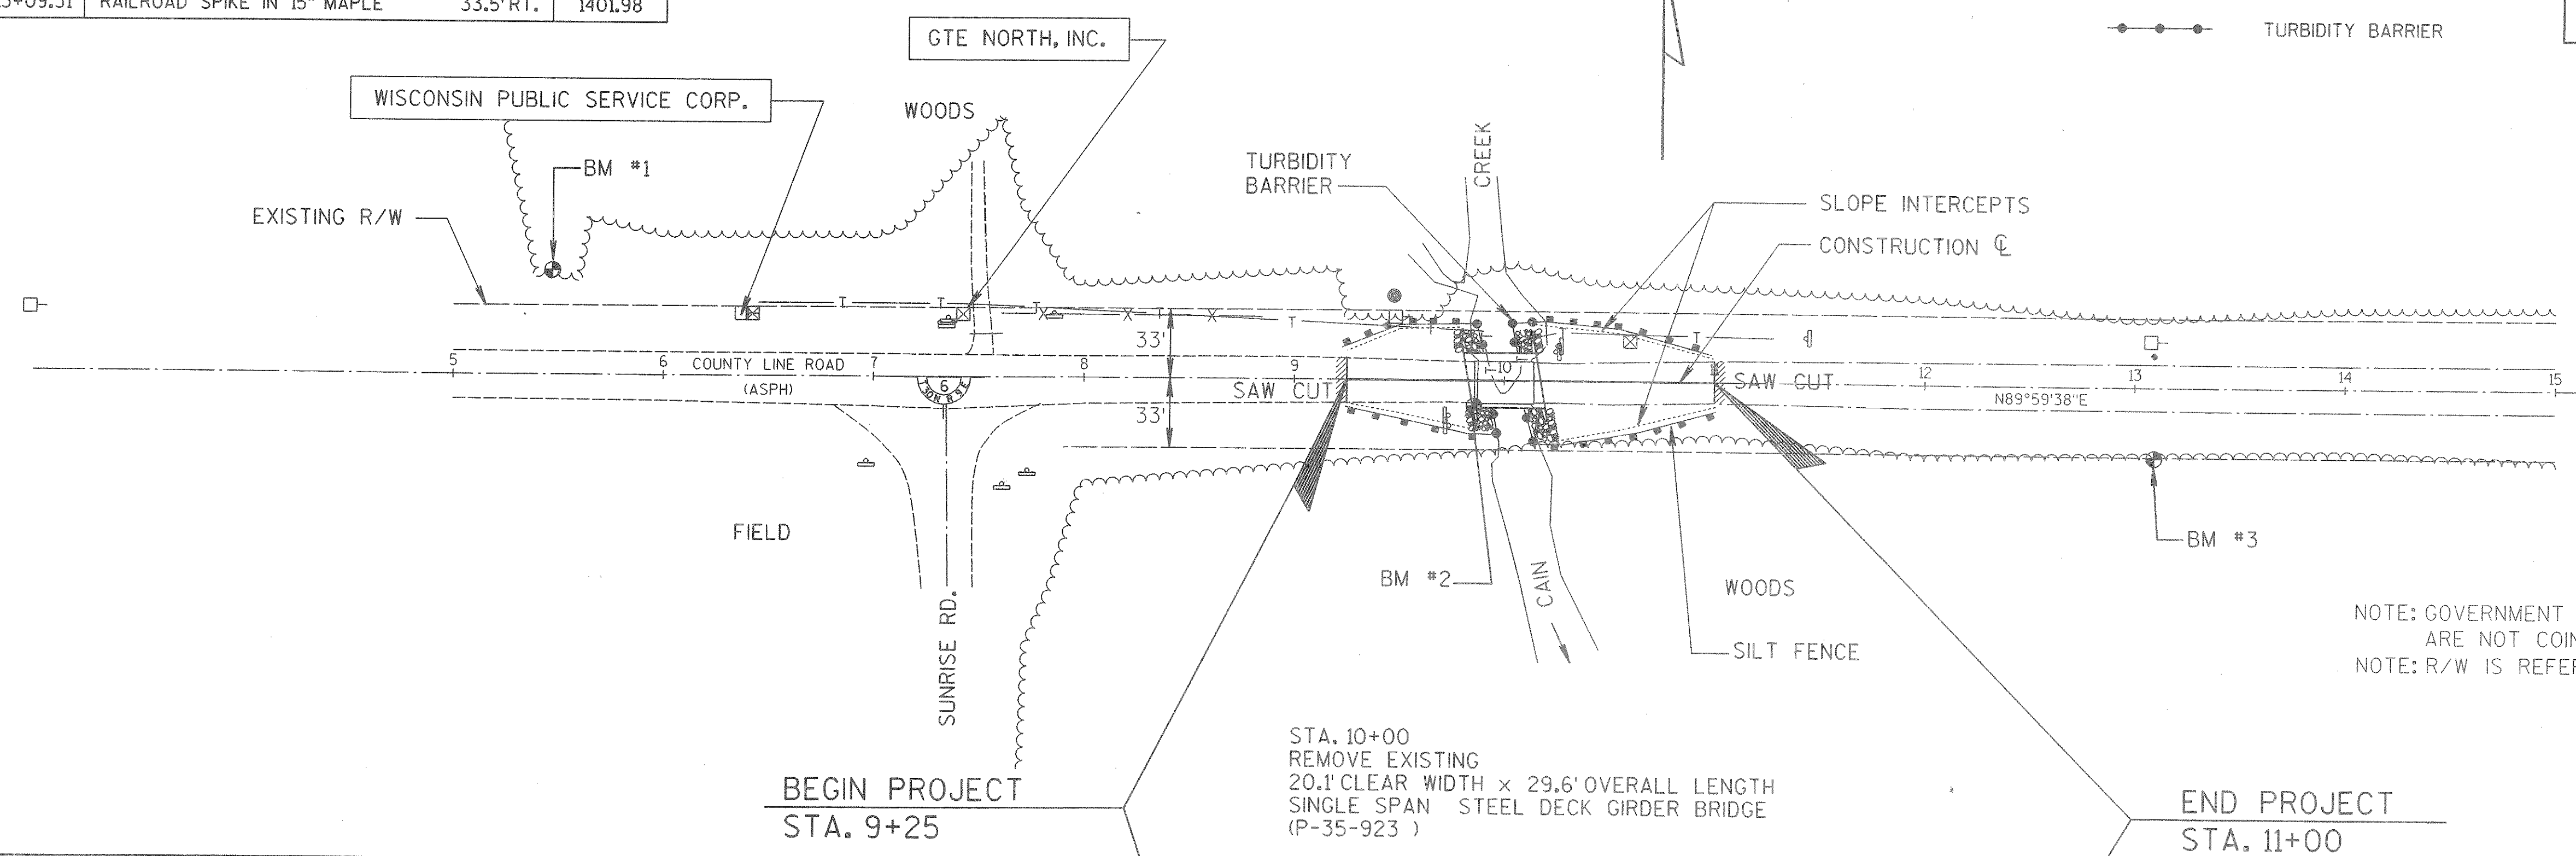 RAILROAD SPIKE IN 15" MAPLE 33.5' RT. 1401.98
GTE NORTH, INC.
TURBIDITY BARRIER
WISCONSIN PUBLIC SERVICE CORP.
WOODS
BM #1
TURBIDITY
BARRIER
CREEK
EXISTING R/W
SLOPE INTERCEPTS
CONSTRUCTION ℄
T T T T T T T
33'
5 6 7 8 9 10 11 12 13 14 15
COUNTY LINE ROAD
(ASPH)
6
T30N R9E
SAW CUT
SAW CUT
N89°59'38"E
33'
FIELD
BM #2
CAIN
BM #3
WOODS
SILT FENCE
SUNRISE RD.
NOTE: GOVERNMENT
ARE NOT
NOTE: R/W IS
STA. 10+00
REMOVE EXISTING
20.1' CLEAR WIDTH x 29.6' OVERALL LENGTH
SINGLE SPAN STEEL DECK GIRDER BRIDGE
(P-35-923 )
BEGIN PROJECT
STA. 9+25
END PROJECT
STA. 11+00